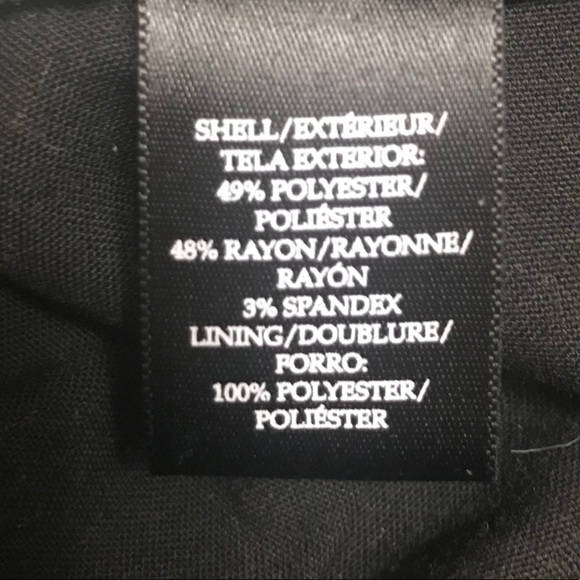 SHELL/EXTÉRIEUR/
TELA EXTERIOR:
49% POLYESTER/
POLIÉSTER
48% RAYON/RAYONNE/
RAYÓN
3% SPANDEX
LINING/DOUBLURE/
FORRO:
100% POLYESTER/
POLIÉSTER